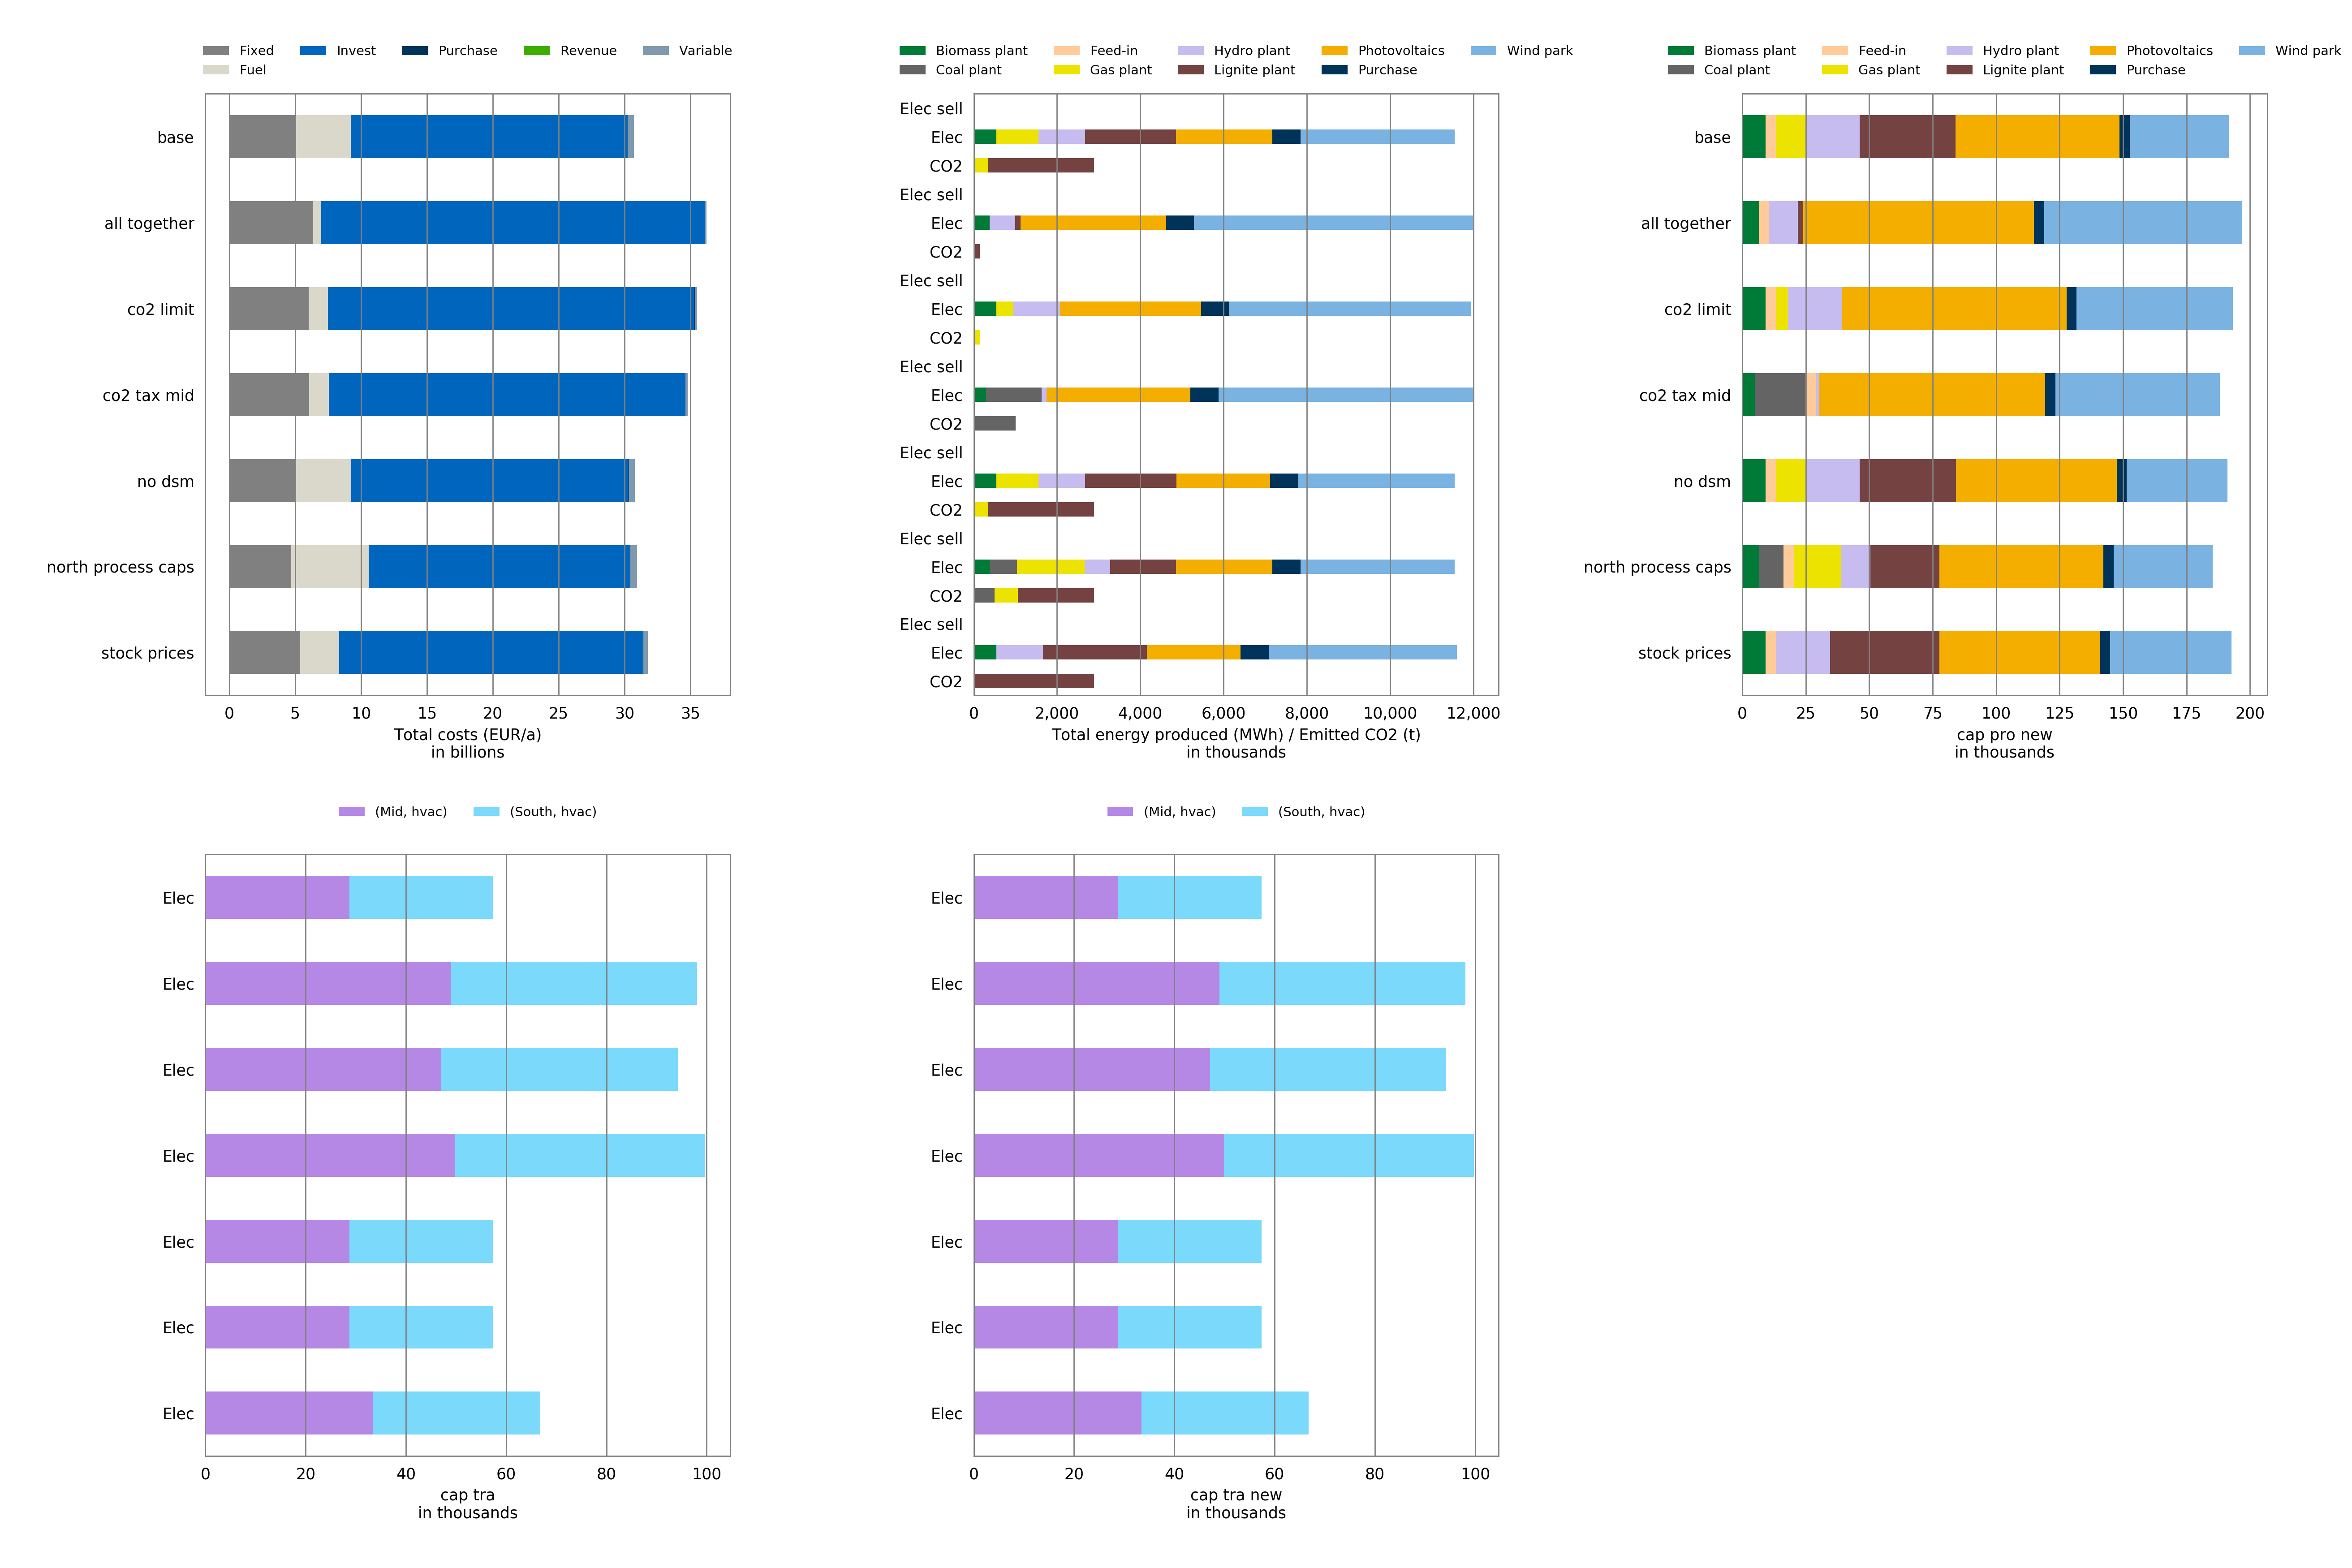 Fixed Invest Purchase Revenue Variable
Fuel
base
all together
co2 limit
co2 tax mid
no dsm
north process caps
stock prices
0 5 10 15 20 25 30 35
Total costs (EUR/a)
in billions
Biomass plant Feed-in Hydro plant Photovoltaics Wind park
Coal plant Gas plant Lignite plant Purchase
Elec sell
Elec
CO2
Elec sell
Elec
CO2
Elec sell
Elec
CO2
Elec sell
Elec
CO2
Elec sell
Elec
CO2
Elec sell
Elec
CO2
Elec sell
Elec
CO2
0 2,000 4,000 6,000 8,000 10,000 12,000
Total energy produced (MWh) / Emitted CO2 (t)
in thousands
Biomass plant Feed-in Hydro plant Photovoltaics Wind park
Coal plant Gas plant Lignite plant Purchase
base
all together
co2 limit
co2 tax mid
no dsm
north process caps
stock prices
0 25 50 75 100 125 150 175 200
cap pro new
in thousands
(Mid, hvac) (South, hvac)
Elec
Elec
Elec
Elec
Elec
Elec
Elec
0 20 40 60 80 100
cap tra
in thousands
(Mid, hvac) (South, hvac)
Elec
Elec
Elec
Elec
Elec
Elec
Elec
0 20 40 60 80 100
cap tra new
in thousands